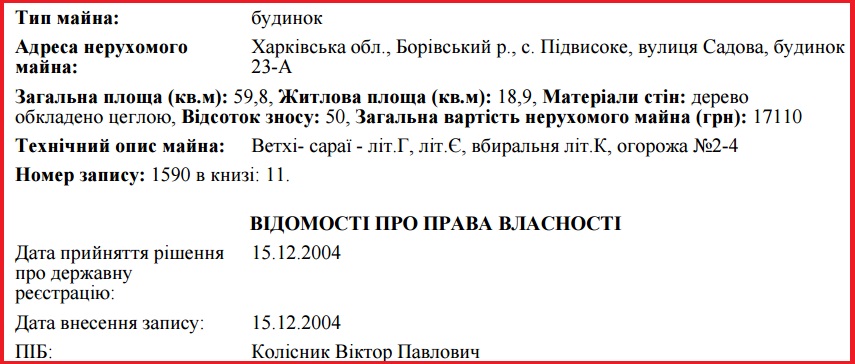 Тип майна: будинок
Адреса нерухомого Харківська обл., Борівський р., с. Підвисоке, вулиця Садова, будинок
майна: 23-А
Загальна площа (кв.м): 59,8, Житлова площа (кв.м): 18,9, Матеріали стін: дерево
обкладено цеглою, Відсоток зносу: 50, Загальна вартість нерухомого майна (грн): 17110
Технічний опис майна: Ветхі- сараї - літ.Г, літ.Є, вбиральня літ.К, огорожа №2-4
Номер запису: 1590 в книзі: 11.
ВІДОМОСТІ ПРО ПРАВА ВЛАСНОСТІ
Дата прийняття рішення 15.12.2004
про державну
реєстрацію:
Дата внесення запису: 15.12.2004
ПІБ: Колісник Віктор Павлович